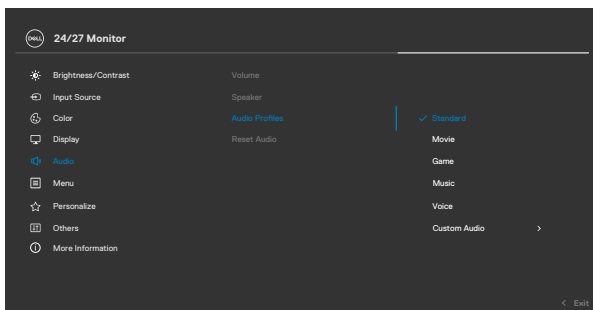 DELL 24/27 Monitor
Brightness/Contrast Volume
Input Source Speaker
Color Audio Profiles Standard
Display Reset Audio Movie
Audio Game
Menu Music
Personalize Voice
Others Custom Audio >
More Information
< Exit